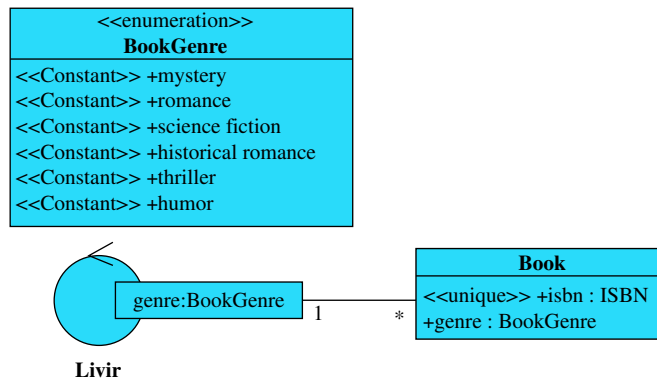 <<enumeration>>
BookGenre
<<Constant>> +mystery
<<Constant>> +romance
<<Constant>> +science fiction
<<Constant>> +historical romance
<<Constant>> +thriller
<<Constant>> +humor
genre:BookGenre
1
*
Book
<<unique>> +isbn : ISBN
+genre : BookGenre
Livir